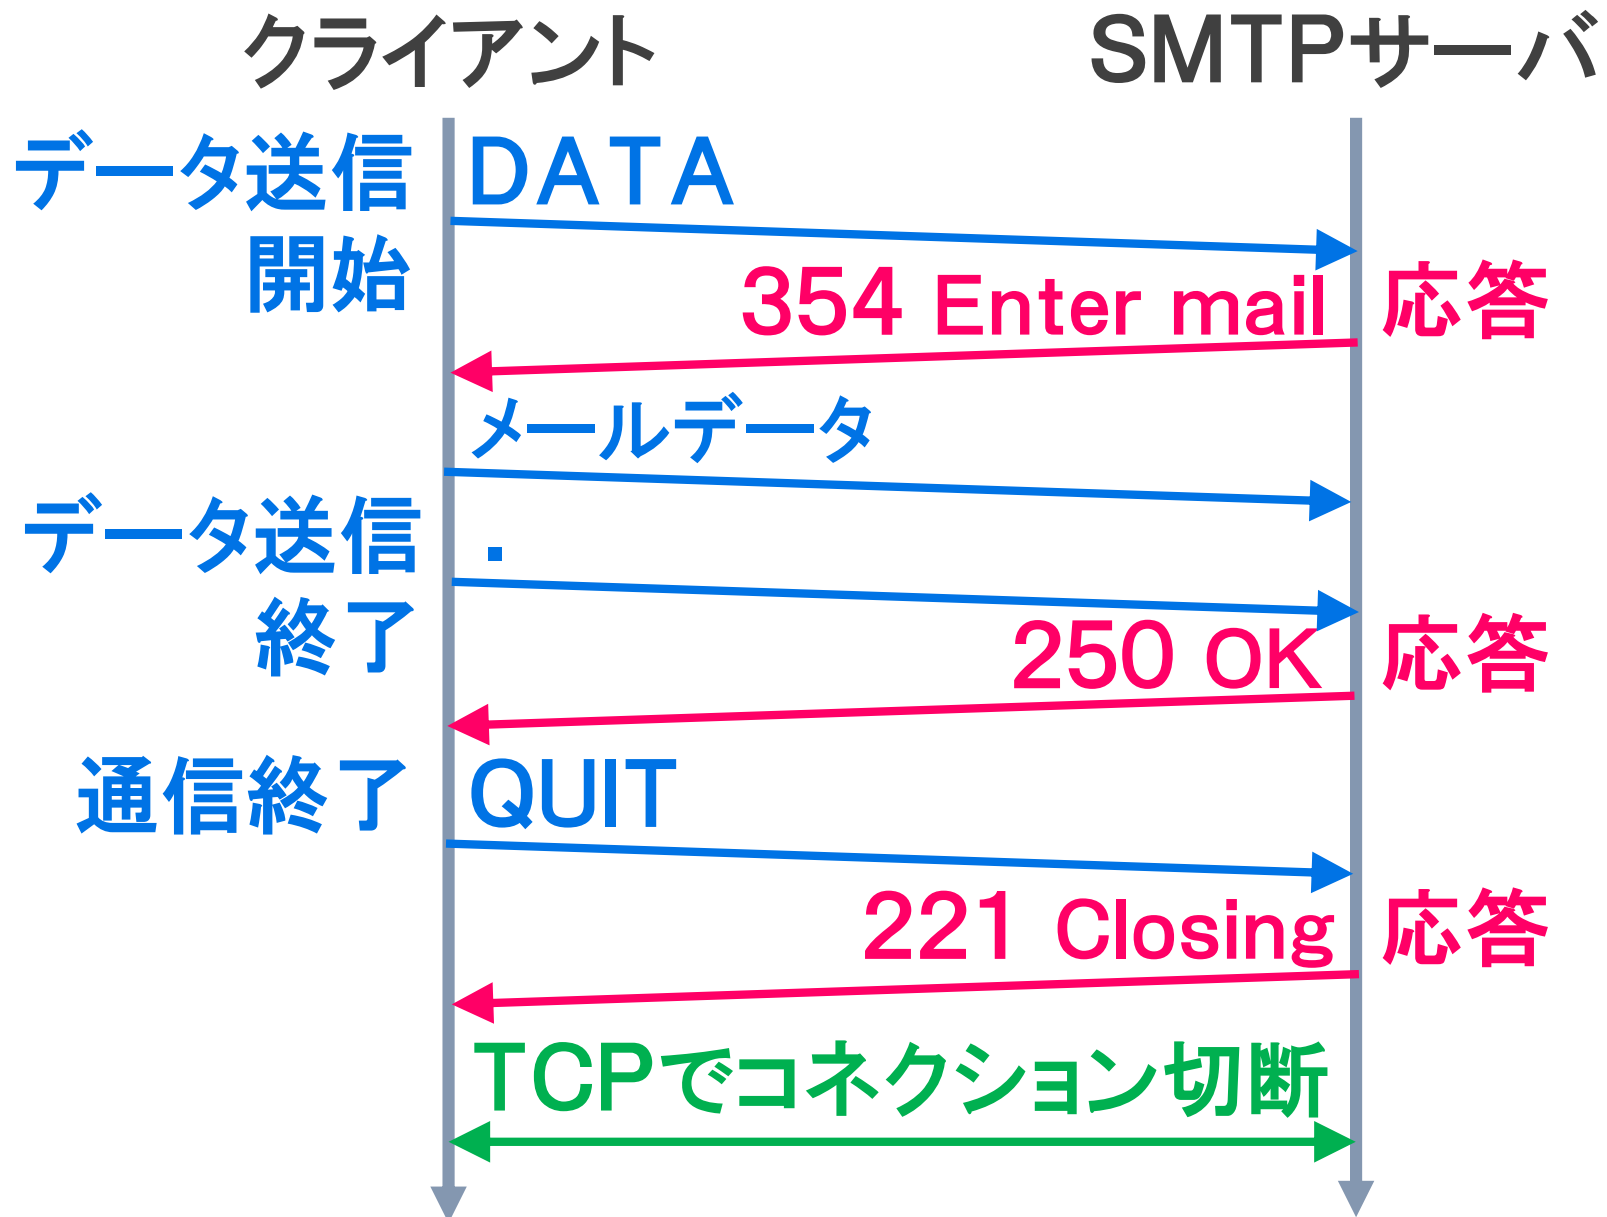 クライアント
SMTPサーバ
データ送信
開始
DATA
354 Enter mail
応答
メールデータ
データ送信
終了
.
250 OK
応答
通信終了
QUIT
221 Closing
応答
TCPでコネクション切断